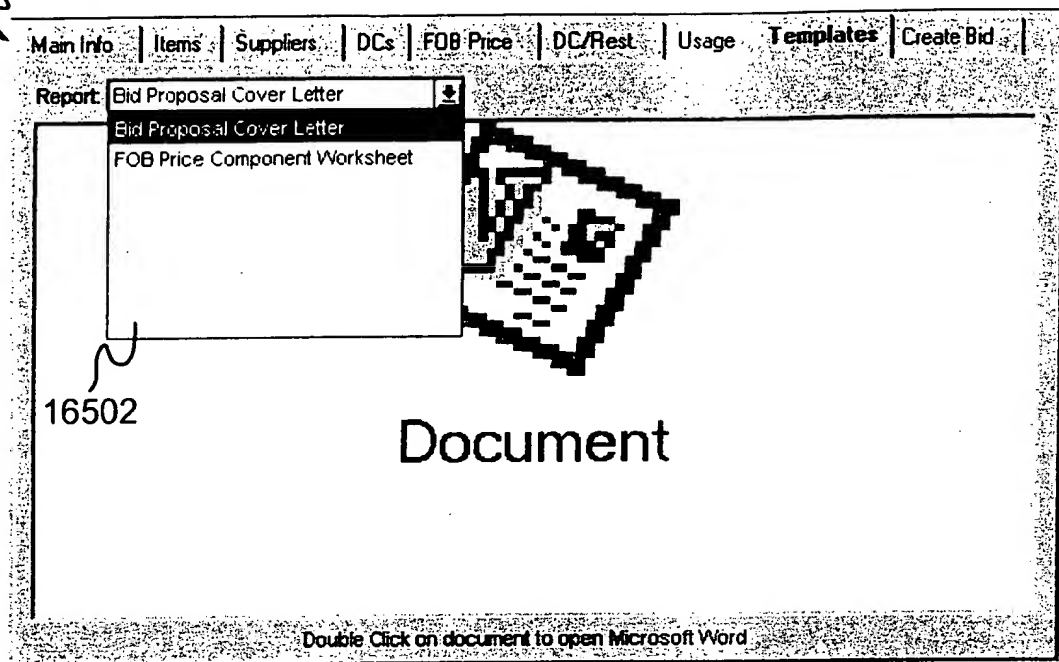 Main Info Items Suppliers DCs FOB Price DC/Rest. Usage Templates Create Bid
Report: Bid Proposal Cover Letter
Bid Proposal Cover Letter
FOB Price Component Worksheet
16502
Document
Double Click on document to open Microsoft Word